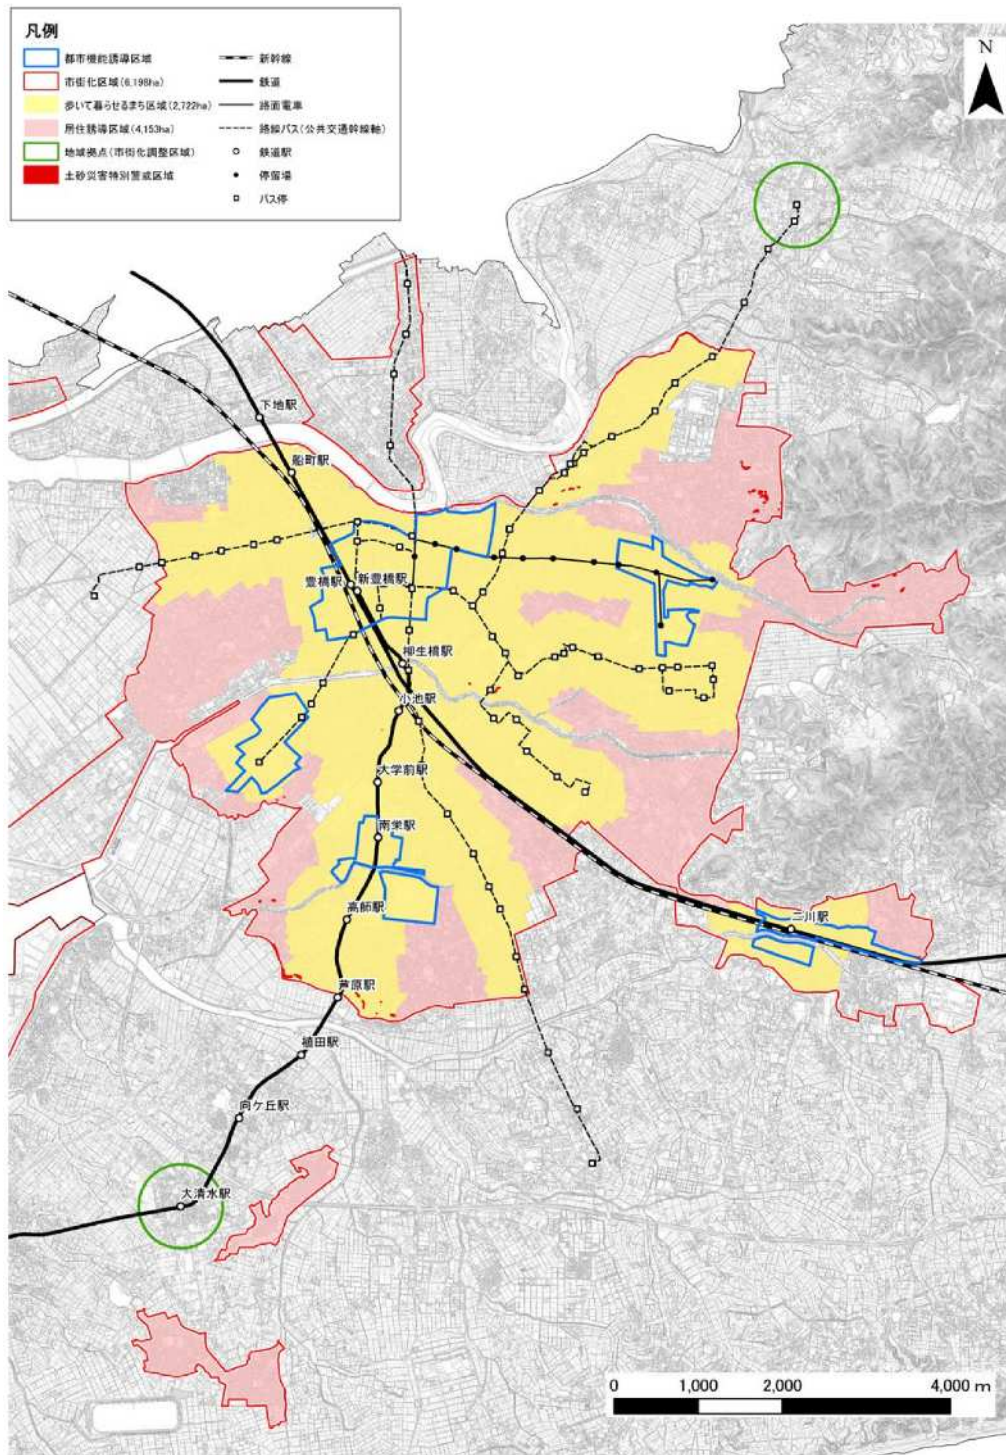 凡例
都市機能誘導区域
市街化区域(6,198ha)
歩いて暮らせるまち区域(2,722ha)
居住誘導区域(4,153ha)
地域拠点(市街化調整区域)
土砂災害特別警戒区域
新幹線
鉄道
路面電車
路線バス(公共交通幹線軸)
鉄道駅
停留場
バス停
N
下地駅
船町駅
豊橋駅
新豊橋駅
柳生橋駅
小池駅
大学前駅
南栄駅
高師駅
二川駅
芦原駅
植田駅
向ケ丘駅
大清水駅
0 1,000 2,000 4,000 m